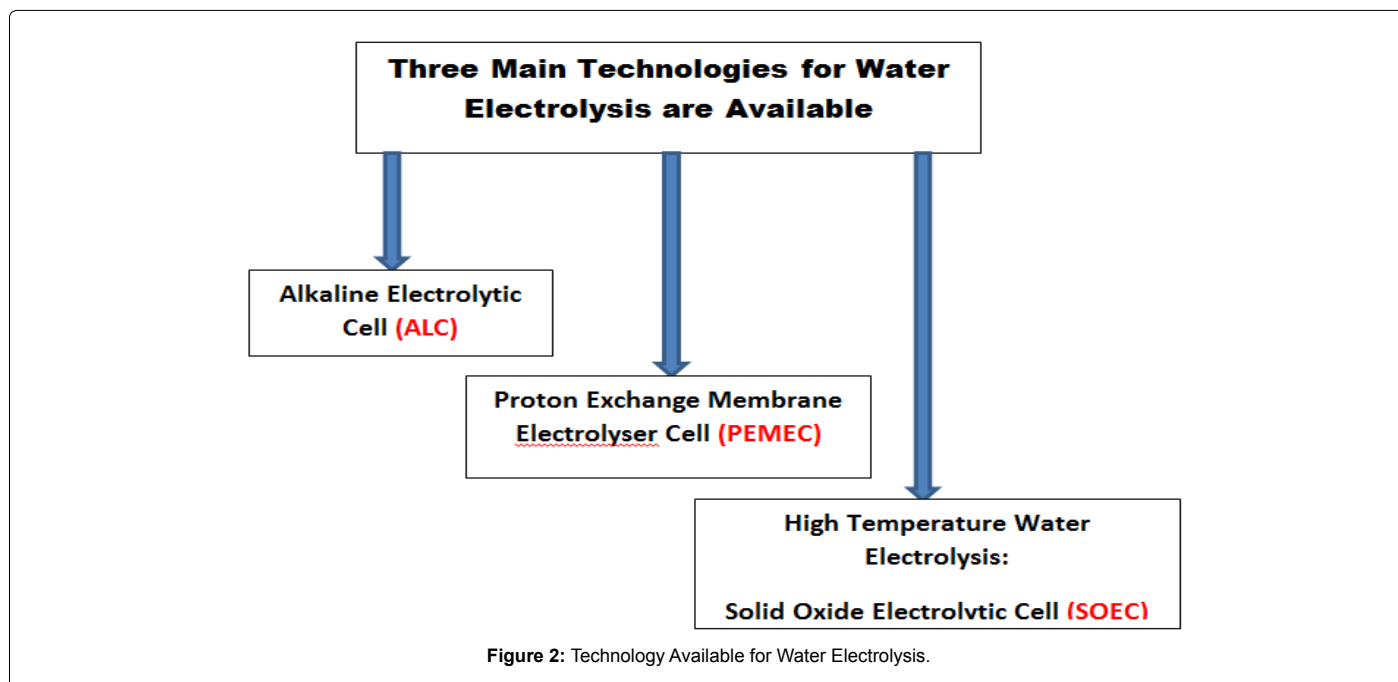 Three Main Technologies for Water
Electrolysis are Available
Alkaline Electrolytic
Cell (ALC)
Proton Exchange Membrane
Electrolyser Cell (PEMEC)
High Temperature Water
Electrolysis:
Solid Oxide Electrolytic Cell (SOEC)
Figure 2: Technology Available for Water Electrolysis.